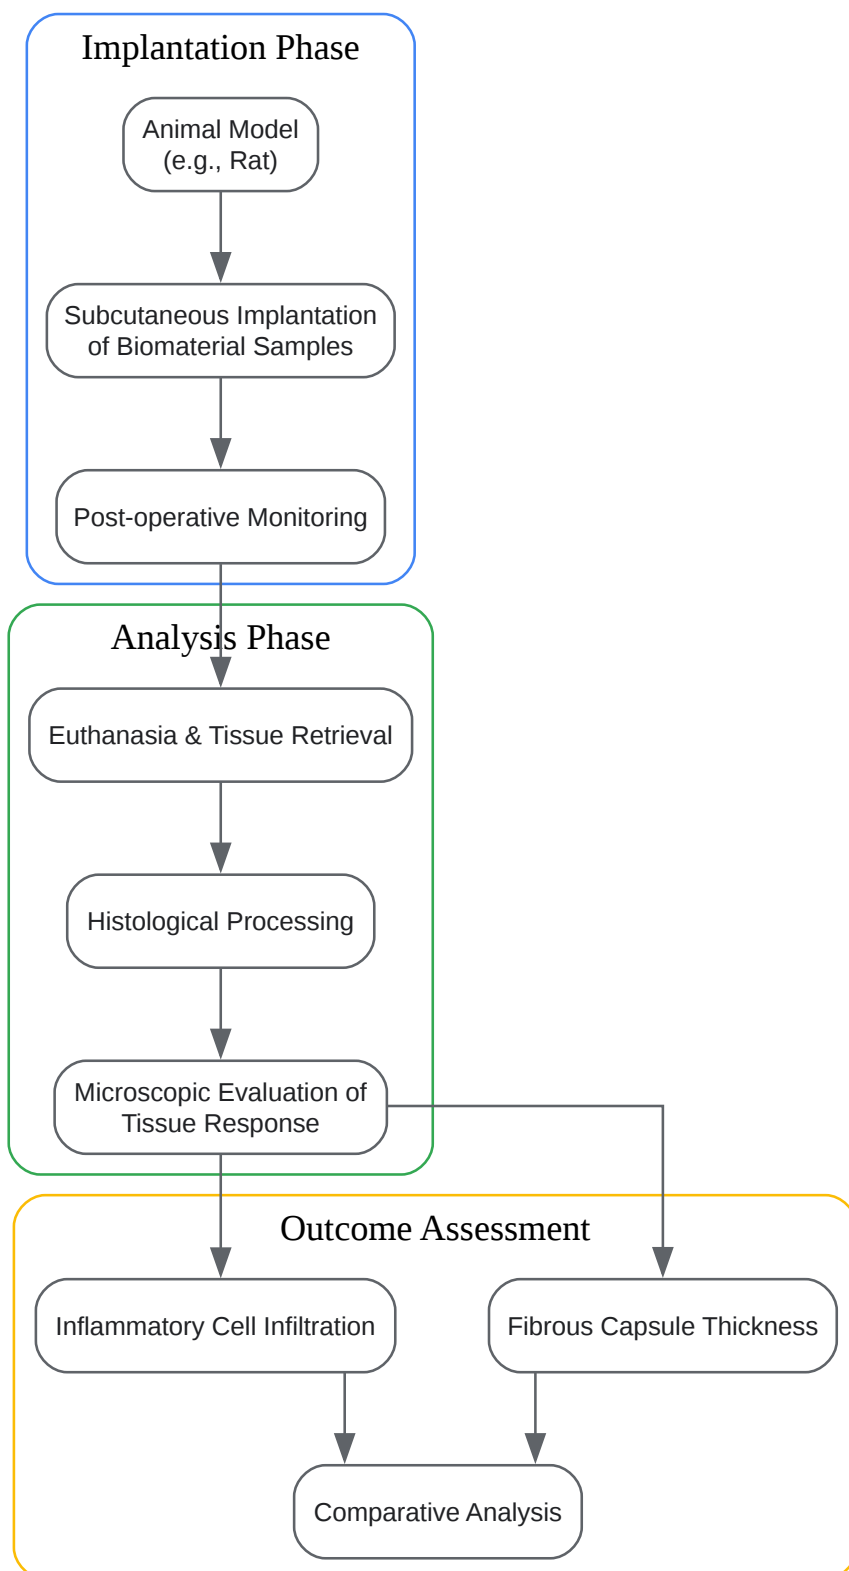 Implantation Phase
Animal Model
(e.g., Rat)
Subcutaneous Implantation
of Biomaterial Samples
Post-operative Monitoring
Analysis Phase
Euthanasia & Tissue Retrieval
Histological Processing
Microscopic Evaluation of
Tissue Response
Outcome Assessment
Inflammatory Cell Infiltration
Fibrous Capsule Thickness
Comparative Analysis